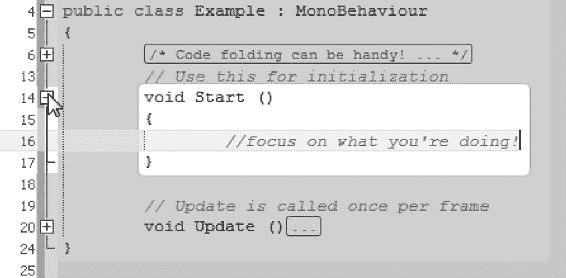 4 public class Example : MonoBehaviour
5 {
6 /* Code folding can be handy! ... */
13 // Use this for initialization
14 void Start ()
15 {
16 //focus on what you're doing!
17 }
18
19 // Update is called once per frame
20 void Update () ...
24 }
25